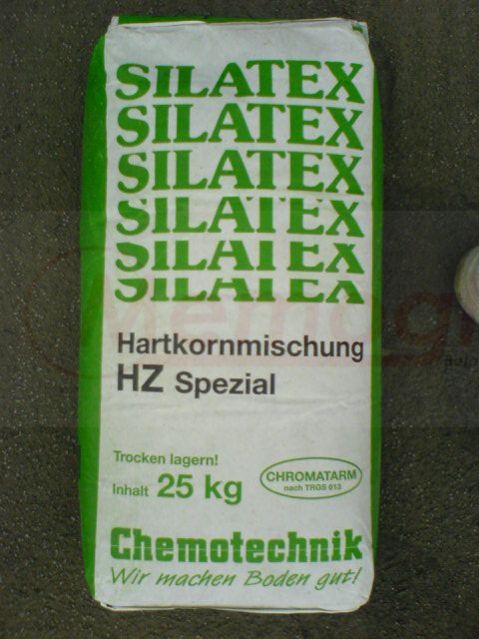 SILATEX
SILATEX
SILATEX
SILATEX
SILATEX
SILATEX
Hartkornmischung
HZ Spezial
Trocken lagern!
Inhalt 25 kg
CHROMATARM
nach TRGS 613
Chemotechnik
Wir machen Boden gut!